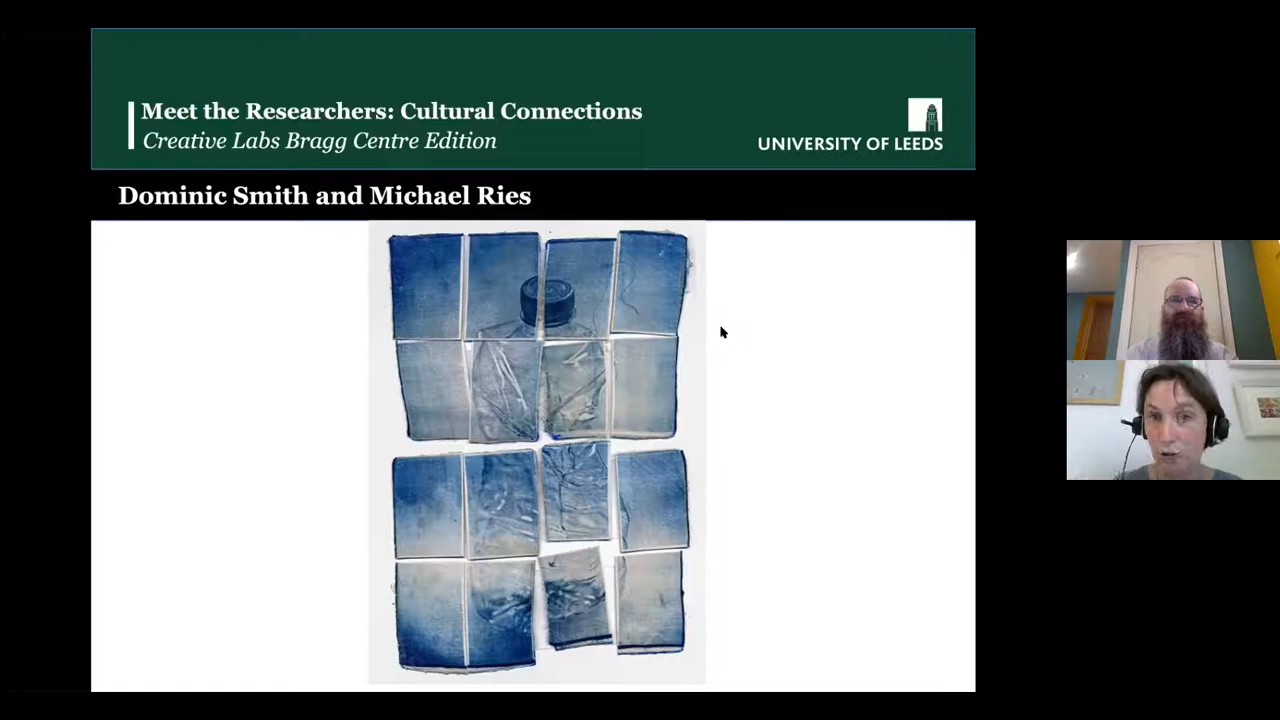 Meet the Researchers: Cultural Connections
Creative Labs Bragg Centre Edition
UNIVERSITY OF LEEDS
Dominic Smith and Michael Ries